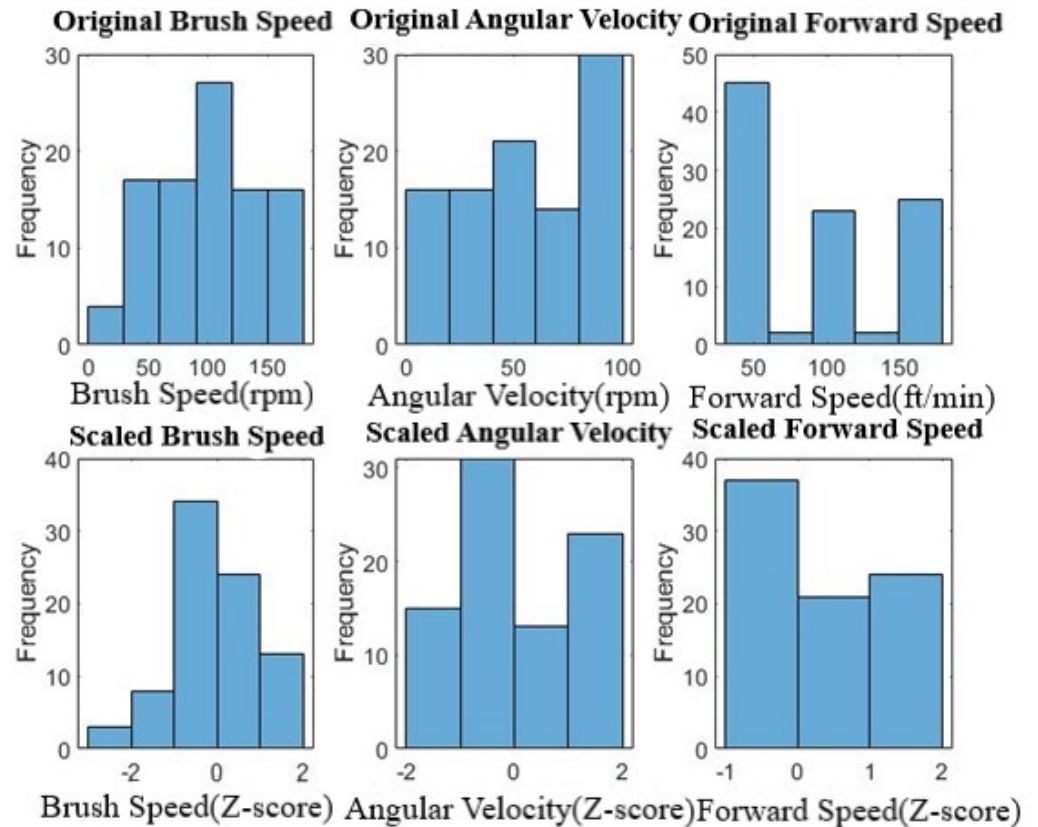 Original Brush Speed
30
20
10
0
Frequency
0 50 100 150
Brush Speed(rpm)
Original Angular Velocity
30
20
10
0
Frequency
0 50 100
Angular Velocity(rpm)
Original Forward Speed
50
40
30
20
10
0
Frequency
50 100 150
Forward Speed(ft/min)
Scaled Brush Speed
40
30
20
10
0
Frequency
-2 0 2
Brush Speed(Z-score)
Scaled Angular Velocity
30
20
10
0
Frequency
-2 0 2
Angular Velocity(Z-score)
Scaled Forward Speed
40
30
20
10
0
Frequency
-1 0 1 2
Forward Speed(Z-score)